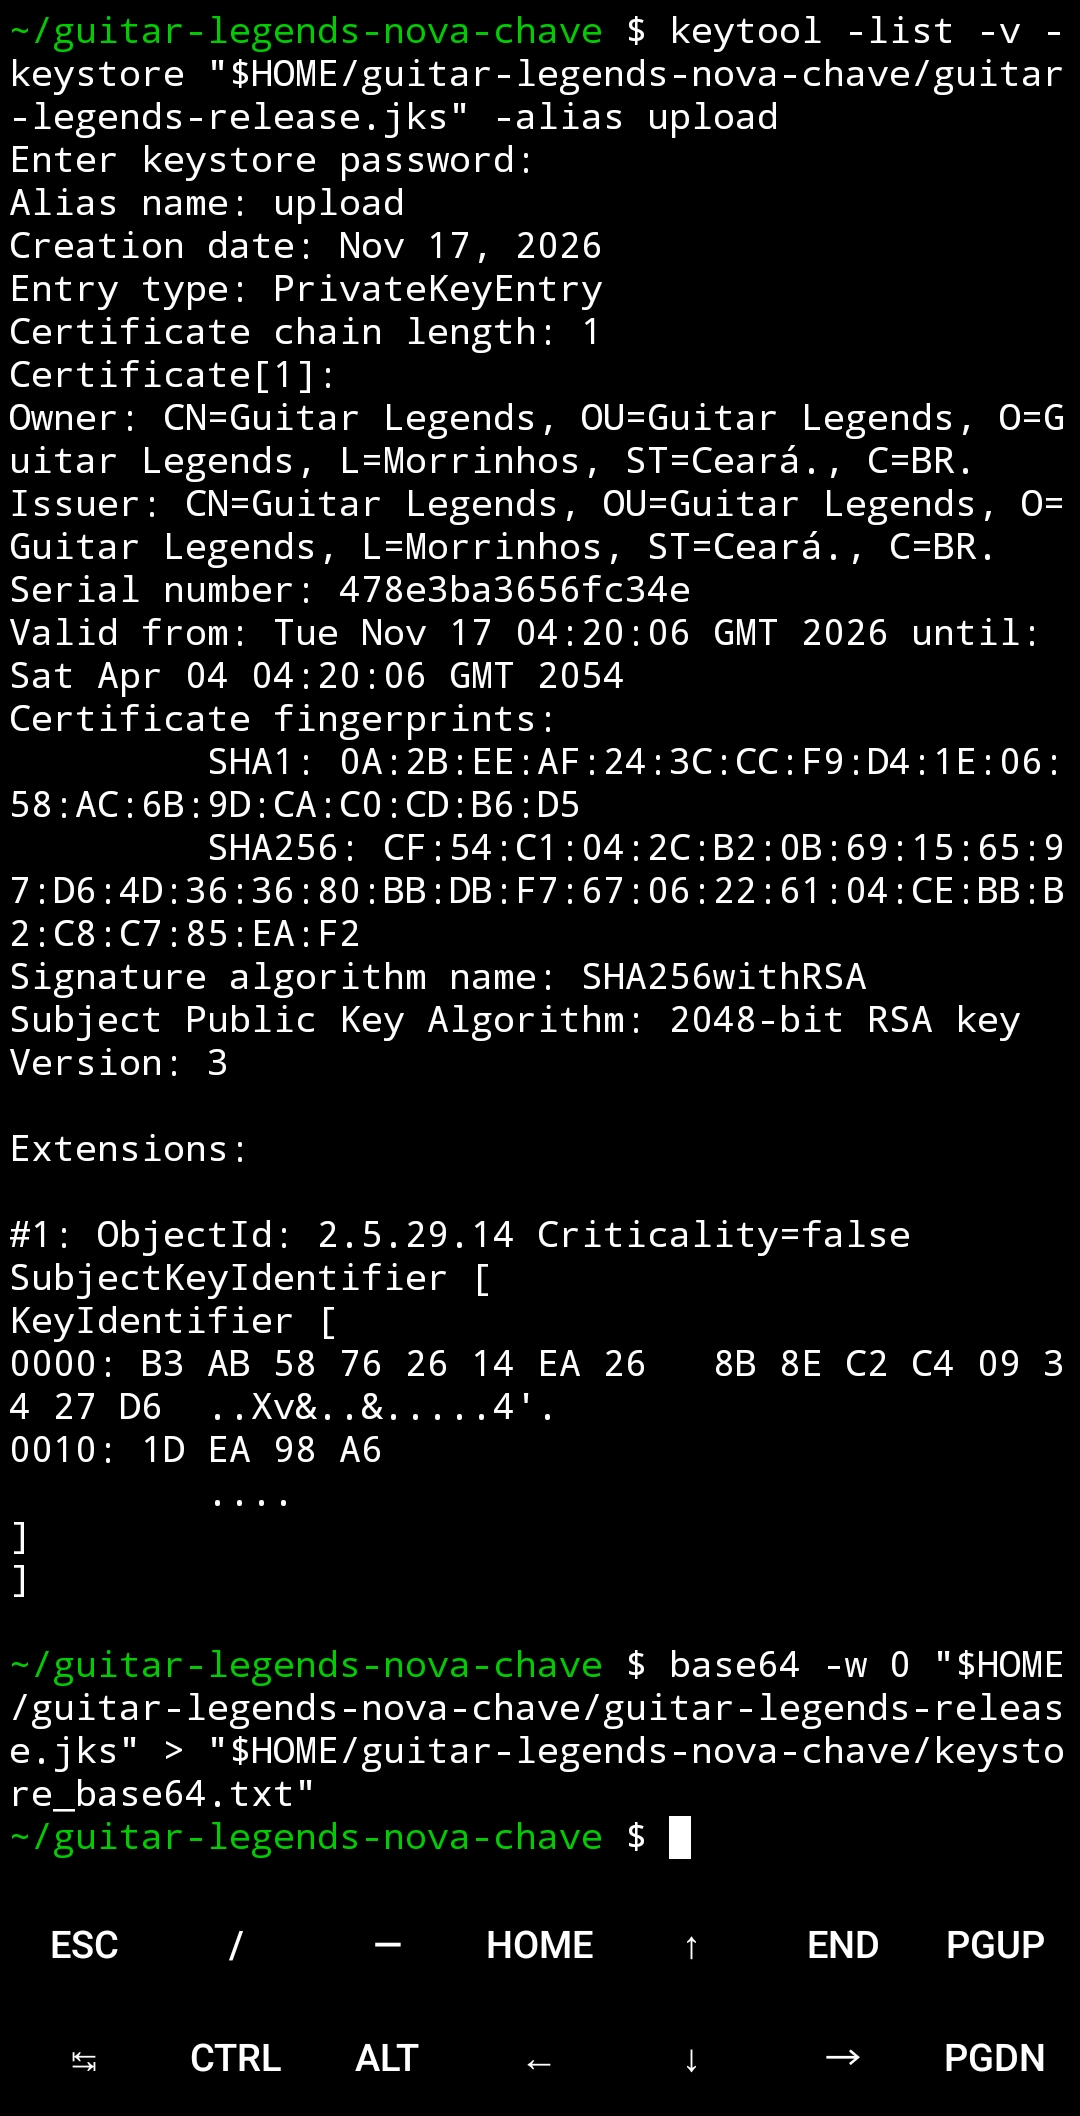 ~/guitar-legends-nova-chave $ keytool -list -v -
keystore "$HOME/guitar-legends-nova-chave/guitar
-legends-release.jks" -alias upload
Enter keystore password:
Alias name: upload
Creation date: Nov 17, 2026
Entry type: PrivateKeyEntry
Certificate chain length: 1
Certificate[1]:
Owner: CN=Guitar Legends, OU=Guitar Legends, O=G
uitar Legends, L=Morrinhos, ST=Ceará., C=BR.
Issuer: CN=Guitar Legends, OU=Guitar Legends, O=
Guitar Legends, L=Morrinhos, ST=Ceará., C=BR.
Serial number: 478e3ba3656fc34e
Valid from: Tue Nov 17 04:20:06 GMT 2026 until:
Sat Apr 04 04:20:06 GMT 2054
Certificate fingerprints:
         SHA1: 0A:2B:EE:AF:24:3C:CC:F9:D4:1E:06:
58:AC:6B:9D:CA:C0:CD:B6:D5
         SHA256: CF:54:C1:04:2C:B2:0B:69:15:65:9
7:D6:4D:36:36:80:BB:DB:F7:67:06:22:61:04:CE:BB:B
2:C8:C7:85:EA:F2
Signature algorithm name: SHA256withRSA
Subject Public Key Algorithm: 2048-bit RSA key
Version: 3

Extensions:

#1: ObjectId: 2.5.29.14 Criticality=false
SubjectKeyIdentifier [
KeyIdentifier [
0000: B3 AB 58 76 26 14 EA 26   8B 8E C2 C4 09 3
4 27 D6  ..Xv&..&.....4'.
0010: 1D EA 98 A6
         ....
]
]

~/guitar-legends-nova-chave $ base64 -w 0 "$HOME
/guitar-legends-nova-chave/guitar-legends-releas
e.jks" > "$HOME/guitar-legends-nova-chave/keysto
re_base64.txt"
~/guitar-legends-nova-chave $
ESC / — HOME ↑ END PGUP
↹ CTRL ALT ← ↓ → PGDN